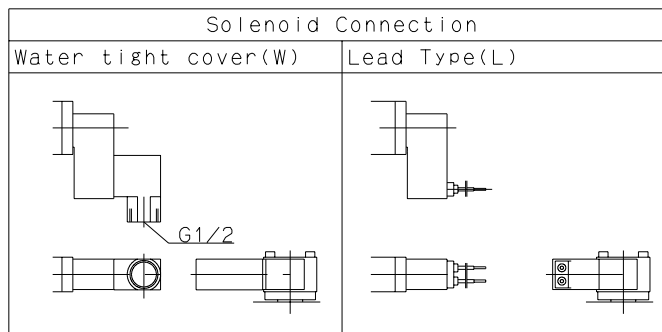 Solenoid Connection
Water tight cover(W)
Lead Type(L)
G1/2